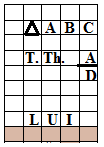 Δ A B C
T. Th. A
D
L U I